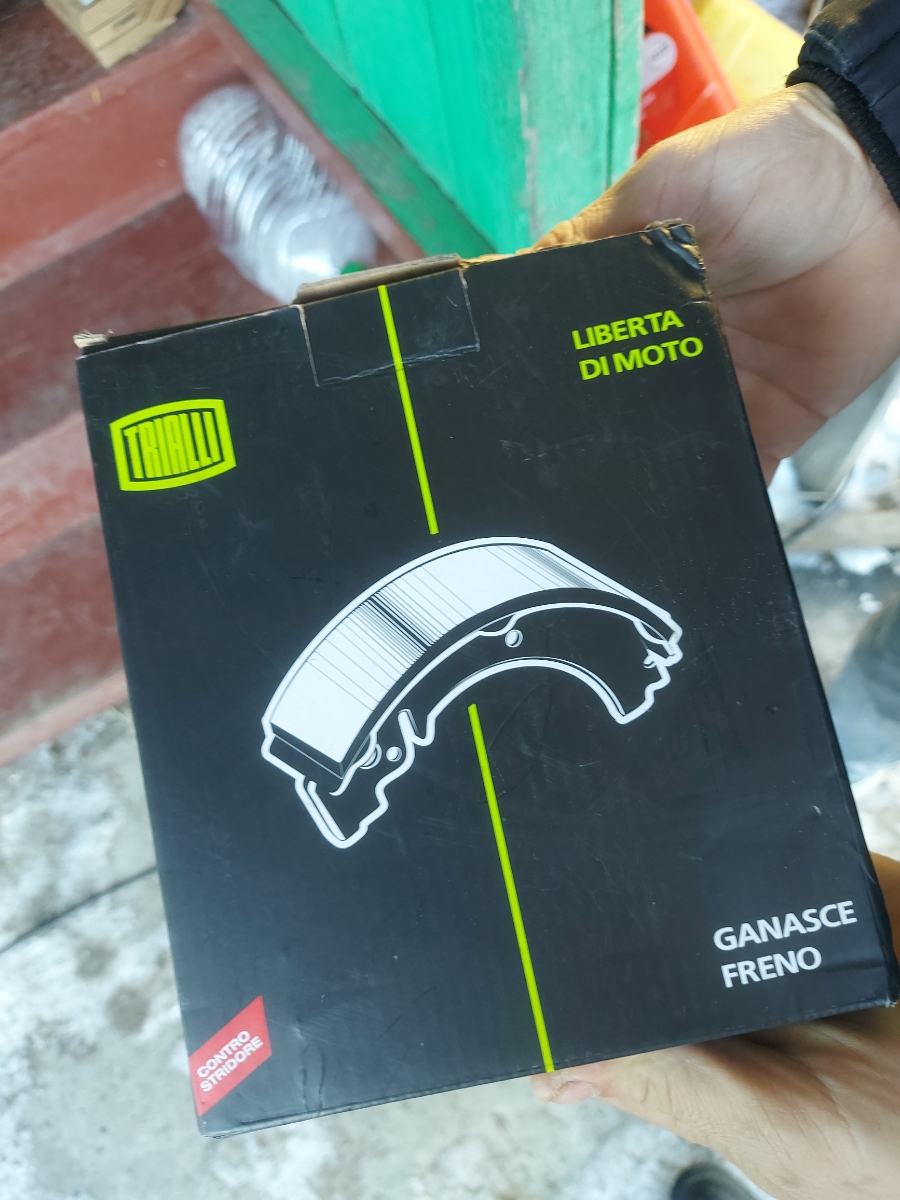 LIBERTA
DI MOTO
TRIALLI
GANASCE
FRENO
CONTRO
STRIDORE